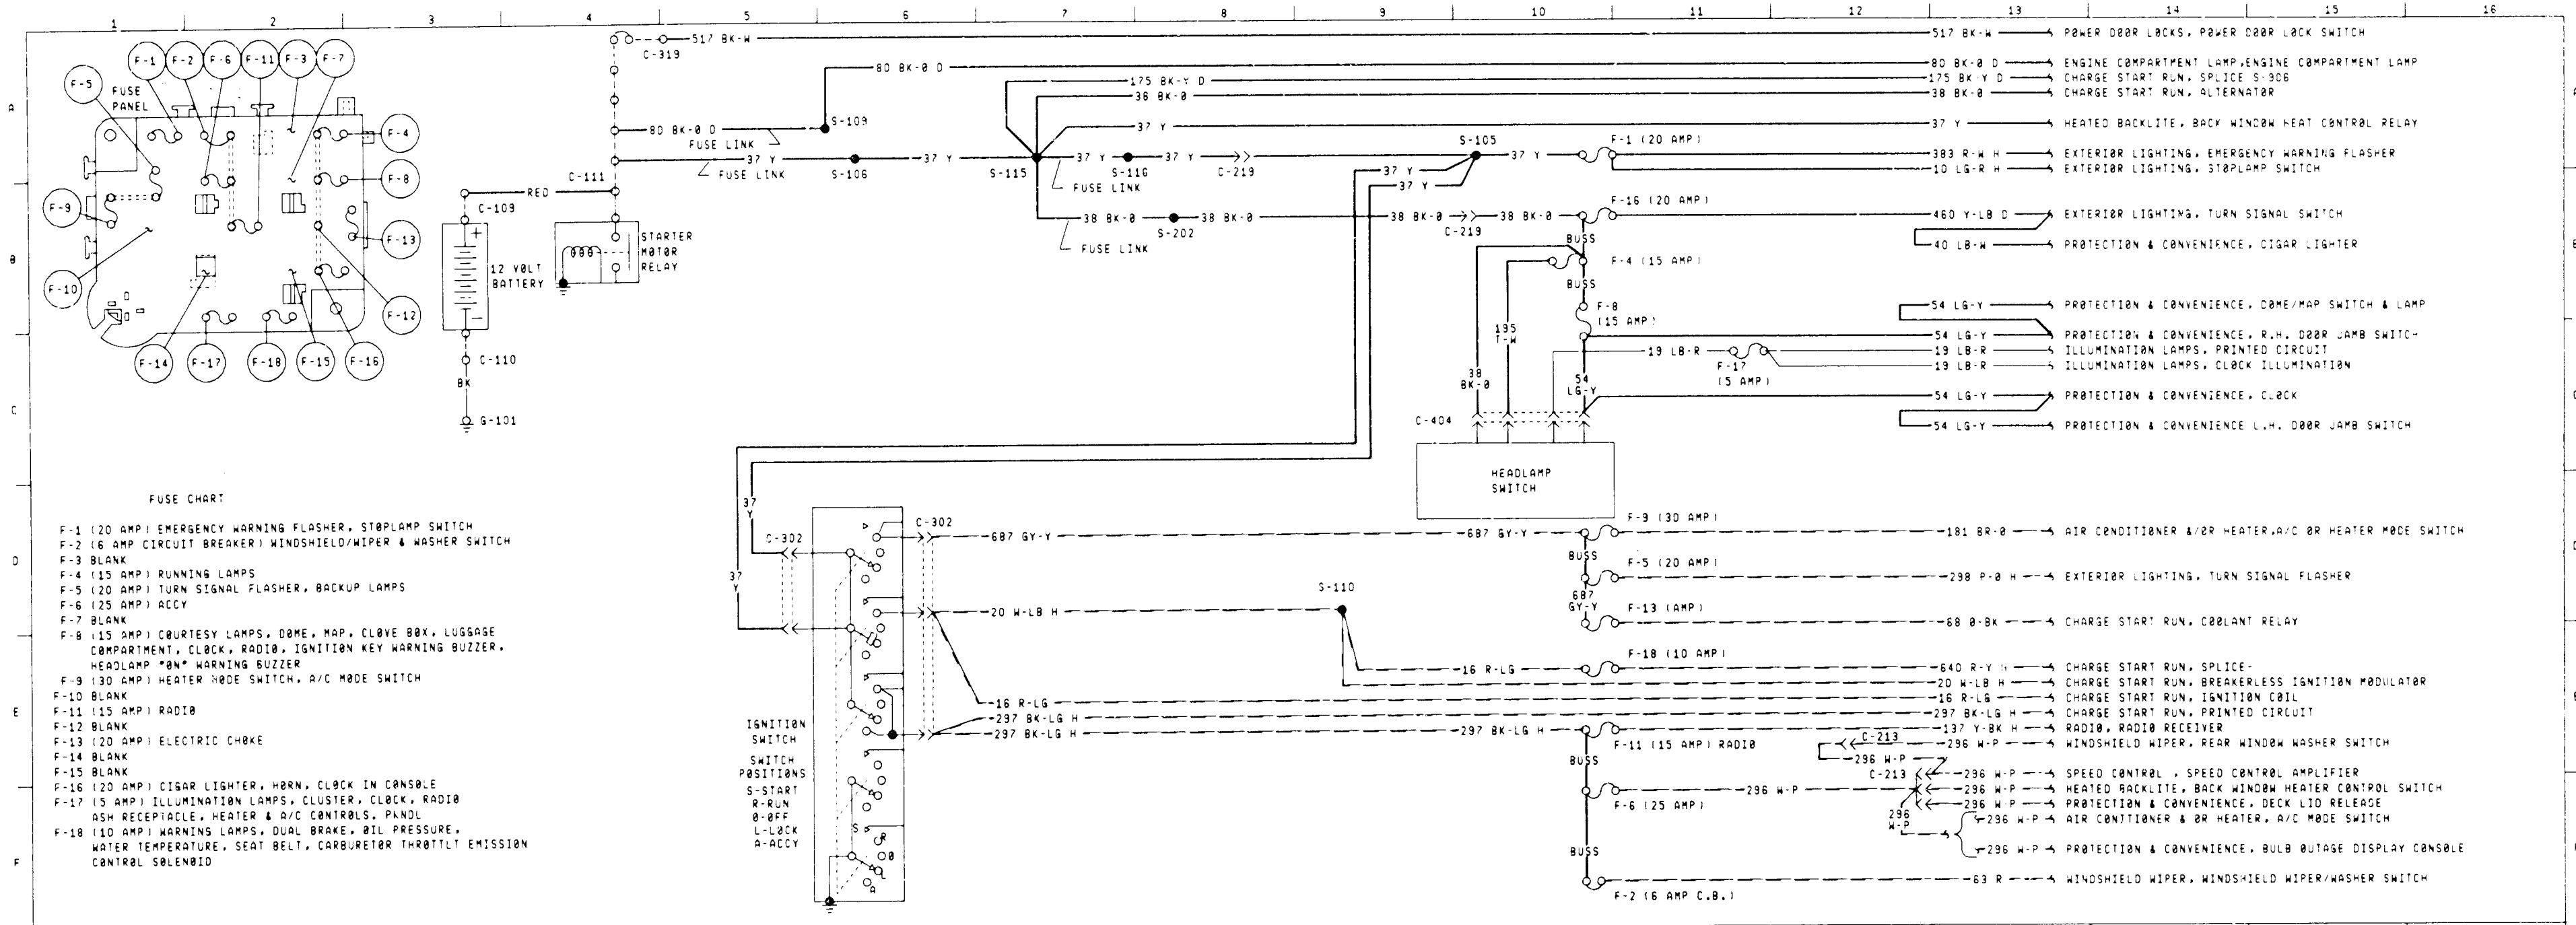 1 2 3 4 5 6 7 8 9 10 11 12 13 14 15 16
A
B
C
D
E
F
F-1 F-2 F-6 F-11 F-3 F-7
F-5
FUSE
PANEL
F-4
F-8
F-9
F-13
F-10
F-12
F-14 F-17 F-18 F-15 F-16
C-319
517 BK-W
517 BK-W POWER DOOR LOCKS, POWER DOOR LOCK SWITCH
80 BK-O D
80 BK-O D ENGINE COMPARTMENT LAMP,ENGINE COMPARTMENT LAMP
175 BK-Y D
175 BK-Y D CHARGE START RUN, SPLICE S-906
36 BK-O
38 BK-O CHARGE START RUN, ALTERNATOR
80 BK-O D
S-109
FUSE LINK
37 Y
37 Y HEATED BACKLITE, BACK WINDOW HEAT CONTROL RELAY
37 Y
FUSE LINK
S-106
37 Y
S-115
37 Y
FUSE LINK
S-116
37 Y
C-219
S-105
37 Y
F-1 (20 AMP)
383 R-W H EXTERIOR LIGHTING, EMERGENCY WARNING FLASHER
10 LG-R H EXTERIOR LIGHTING, STOPLAMP SWITCH
37 Y
37 Y
C-111
RED
C-109
+
-
12 VOLT
BATTERY
STARTER
MOTOR
RELAY
C-110
BK
G-101
38 BK-O
FUSE LINK
S-202
38 BK-O
38 BK-O
C-219
38 BK-O
F-16 (20 AMP)
460 Y-LB D EXTERIOR LIGHTING, TURN SIGNAL SWITCH
40 LB-W PROTECTION & CONVENIENCE, CIGAR LIGHTER
BUSS
F-4 (15 AMP)
BUSS
F-8
(15 AMP)
54 LG-Y PROTECTION & CONVENIENCE, DOME/MAP SWITCH & LAMP
54 LG-Y PROTECTION & CONVENIENCE, R.H. DOOR JAMB SWITCH
195
T-W
19 LB-R
F-17
(5 AMP)
19 LB-R ILLUMINATION LAMPS, PRINTED CIRCUIT
19 LB-R ILLUMINATION LAMPS, CLOCK ILLUMINATION
38
BK-O
54
LG-Y
54 LG-Y PROTECTION & CONVENIENCE, CLOCK
54 LG-Y PROTECTION & CONVENIENCE L.H. DOOR JAMB SWITCH
C-404
HEADLAMP
SWITCH
FUSE CHART
F-1 (20 AMP) EMERGENCY WARNING FLASHER, STOPLAMP SWITCH
F-2 (6 AMP CIRCUIT BREAKER) WINDSHIELD/WIPER & WASHER SWITCH
F-3 BLANK
F-4 (15 AMP) RUNNING LAMPS
F-5 (20 AMP) TURN SIGNAL FLASHER, BACKUP LAMPS
F-6 (25 AMP) ACCY
F-7 BLANK
F-8 (15 AMP) COURTESY LAMPS, DOME, MAP, CLOVE BOX, LUGGAGE
COMPARTMENT, CLOCK, RADIO, IGNITION KEY WARNING BUZZER,
HEADLAMP "ON" WARNING BUZZER
F-9 (30 AMP) HEATER MODE SWITCH, A/C MODE SWITCH
F-10 BLANK
F-11 (15 AMP) RADIO
F-12 BLANK
F-13 (20 AMP) ELECTRIC CHOKE
F-14 BLANK
F-15 BLANK
F-16 (20 AMP) CIGAR LIGHTER, HORN, CLOCK IN CONSOLE
F-17 (5 AMP) ILLUMINATION LAMPS, CLUSTER, CLOCK, RADIO
ASH RECEPTACLE, HEATER & A/C CONTROLS, PRNDL
F-18 (10 AMP) WARNING LAMPS, DUAL BRAKE, OIL PRESSURE,
WATER TEMPERATURE, SEAT BELT, CARBURETOR THROTTLT EMISSION
CONTROL SOLENOID
37
Y
37
Y
C-302
C-302
IGNITION
SWITCH
SWITCH
POSITIONS
S-START
R-RUN
O-OFF
L-LOCK
A-ACCY
S
R
O
L
A
687 GY-Y
687 GY-Y
F-9 (30 AMP)
181 BR-O AIR CONDITIONER &/OR HEATER,A/C OR HEATER MODE SWITCH
BUSS
F-5 (20 AMP)
298 P-O H EXTERIOR LIGHTING, TURN SIGNAL FLASHER
687
GY-Y
F-13 (AMP)
68 O-BK CHARGE START RUN, COOLANT RELAY
20 W-LB H
S-110
16 R-LG
F-18 (10 AMP)
640 R-Y H CHARGE START RUN, SPLICE-
20 W-LB H CHARGE START RUN, BREAKERLESS IGNITION MODULATOR
16 R-LG
16 R-LG CHARGE START RUN, IGNITION COIL
297 BK-LG H
297 BK-LG H CHARGE START RUN, PRINTED CIRCUIT
297 BK-LG H
297 BK-LG H
F-11 (15 AMP) RADIO
137 Y-BK H RADIO, RADIO RECEIVER
C-213
296 W-P WINDSHIELD WIPER, REAR WINDOW WASHER SWITCH
296 W-P
C-213
296 W-P SPEED CONTROL , SPEED CONTROL AMPLIFIER
BUSS
296 W-P
F-6 (25 AMP)
296 W-P HEATED BACKLITE, BACK WINDOW HEATER CONTROL SWITCH
296 W-P PROTECTION & CONVENIENCE, DECK LID RELEASE
296
W-P
296 W-P AIR CONTTIONER & OR HEATER, A/C MODE SWITCH
296 W-P PROTECTION & CONVENIENCE, BULB OUTAGE DISPLAY CONSOLE
BUSS
F-2 (6 AMP C.B.)
63 R WINDSHIELD WIPER, WINDSHIELD WIPER/WASHER SWITCH